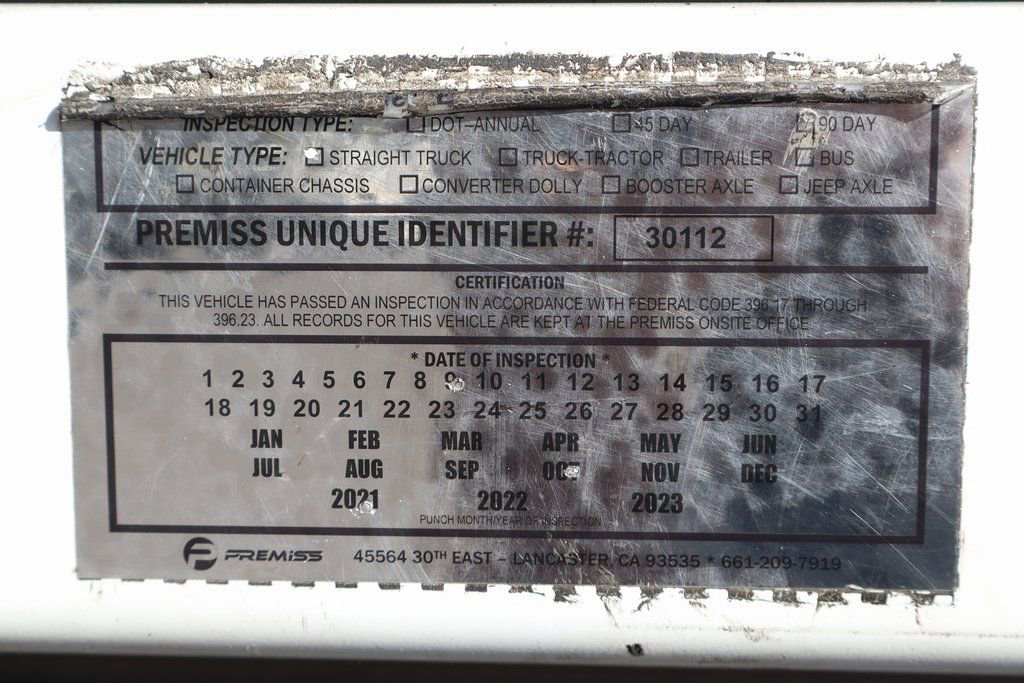 INSPECTION TYPE: DOT-ANNUAL 45 DAY 90 DAY
VEHICLE TYPE: STRAIGHT TRUCK TRUCK-TRACTOR TRAILER BUS
CONTAINER CHASSIS CONVERTER DOLLY BOOSTER AXLE JEEP AXLE
PREMISS UNIQUE IDENTIFIER #: 30112
CERTIFICATION
THIS VEHICLE HAS PASSED AN INSPECTION IN ACCORDANCE WITH FEDERAL CODE 396.17 THROUGH
396.23. ALL RECORDS FOR THIS VEHICLE ARE KEPT AT THE PREMISS ONSITE OFFICE.
* DATE OF INSPECTION *
1 2 3 4 5 6 7 8 9 10 11 12 13 14 15 16 17
18 19 20 21 22 23 24 25 26 27 28 29 30 31
JAN FEB MAR APR MAY JUN
JUL AUG SEP OCT NOV DEC
2021 2022 2023
PUNCH MONTH/YEAR OF INSPECTION
PREMISS 45564 30TH EAST - LANCASTER, CA 93535 * 661-209-7919